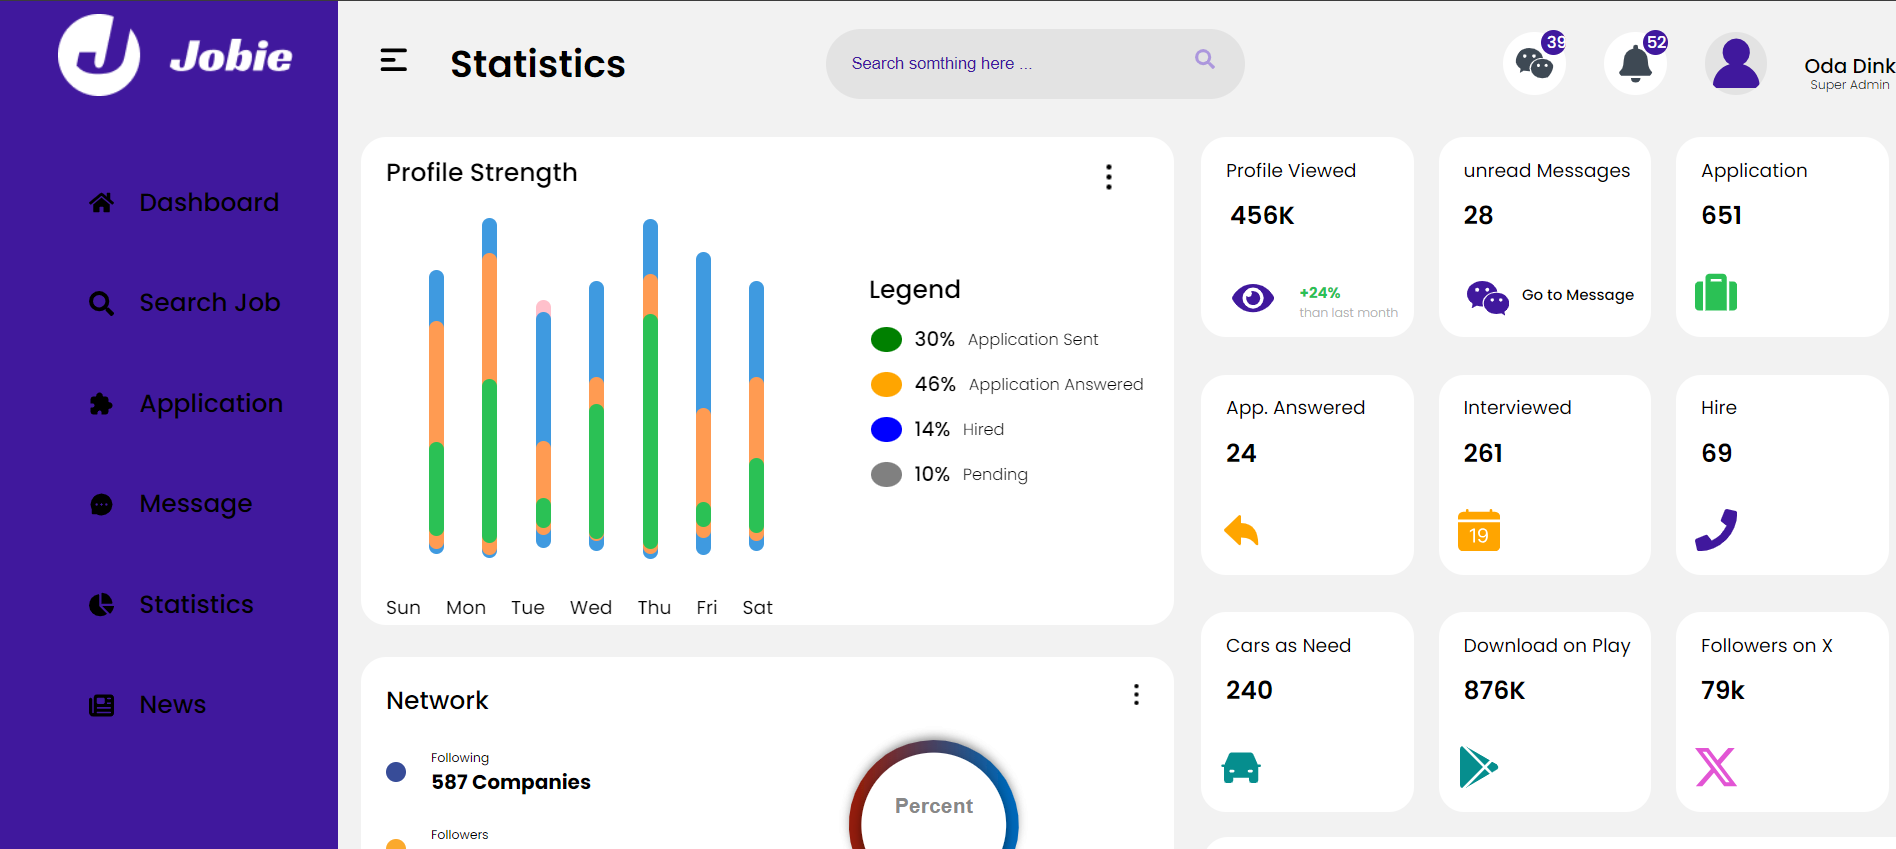 Jobie
Dashboard
Search Job
Application
Message
Statistics
News
Statistics
Search somthing here ...
39
52
Oda Dink
Super Admin
Profile Strength
Sun Mon Tue Wed Thu Fri Sat
Legend
30% Application Sent
46% Application Answered
14% Hired
10% Pending
Network
Following
587 Companies
Followers
Percent
Profile Viewed
456K
+24%
than last month
unread Messages
28
Go to Message
Application
651
App. Answered
24
Interviewed
261
19
Hire
69
Cars as Need
240
Download on Play
876K
Followers on X
79k